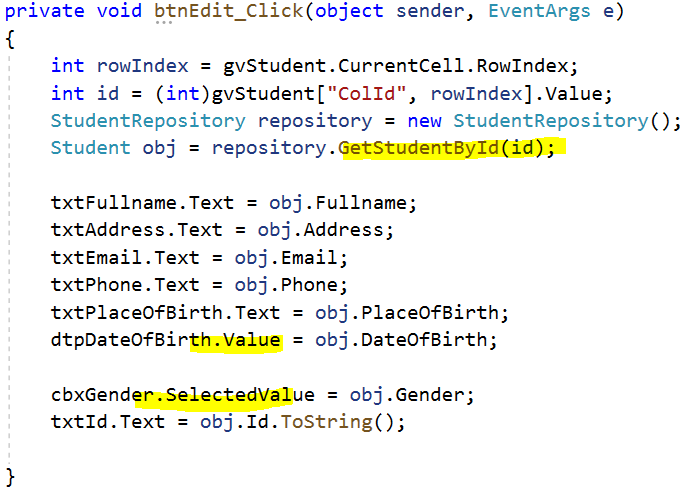 private void btnEdit_Click(object sender, EventArgs e)
{
    int rowIndex = gvStudent.CurrentCell.RowIndex;
    int id = (int)gvStudent["ColId", rowIndex].Value;
    StudentRepository repository = new StudentRepository();
    Student obj = repository.GetStudentById(id);

    txtFullname.Text = obj.Fullname;
    txtAddress.Text = obj.Address;
    txtEmail.Text = obj.Email;
    txtPhone.Text = obj.Phone;
    txtPlaceOfBirth.Text = obj.PlaceOfBirth;
    dtpDateOfBirth.Value = obj.DateOfBirth;

    cbxGender.SelectedValue = obj.Gender;
    txtId.Text = obj.Id.ToString();

}